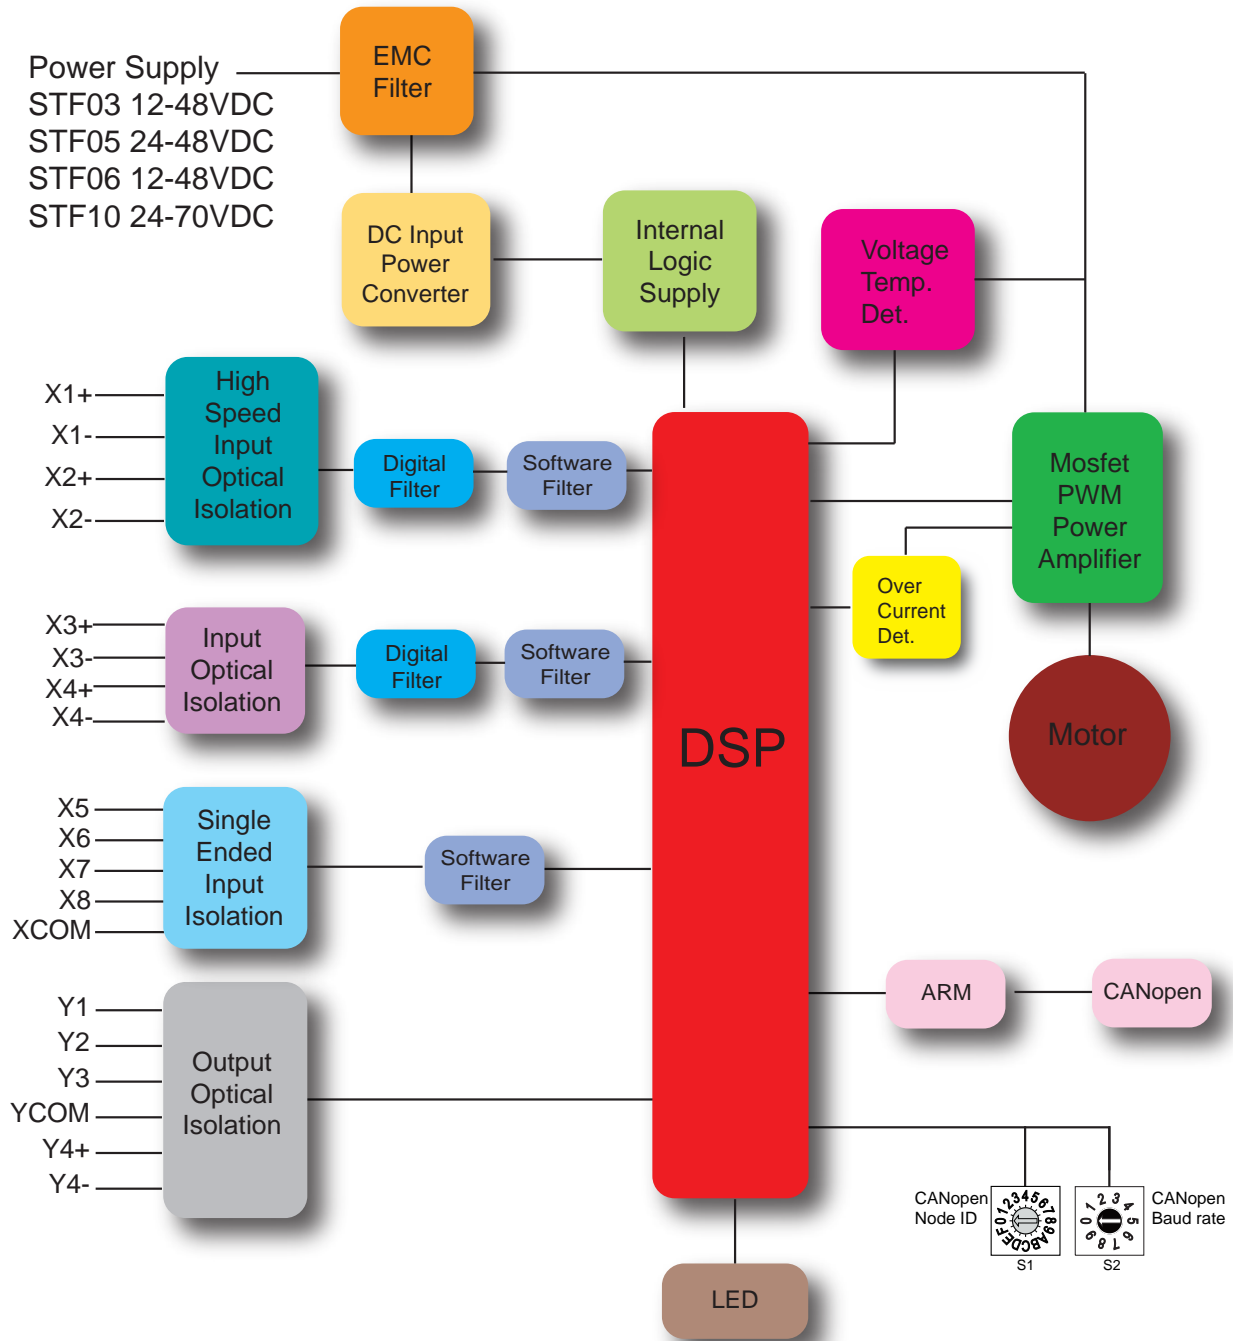 EMC
Filter
Power Supply
STF03 12-48VDC
STF05 24-48VDC
STF06 12-48VDC
STF10 24-70VDC
DC Input
Power
Converter
Internal
Logic
Supply
Voltage
Temp.
Det.
X1+
X1-
X2+
X2-
High
Speed
Input
Optical
Isolation
Digital
Filter
Software
Filter
Mosfet
PWM
Power
Amplifier
Over
Current
Det.
X3+
X3-
X4+
X4-
Input
Optical
Isolation
Digital
Filter
Software
Filter
DSP
Motor
X5
X6
X7
X8
XCOM
Single
Ended
Input
Isolation
Software
Filter
ARM
CANopen
Y1
Y2
Y3
YCOM
Y4+
Y4-
Output
Optical
Isolation
CANopen
Node ID
0123456789ABCDEF
S1
0123456789
S2
CANopen
Baud rate
LED